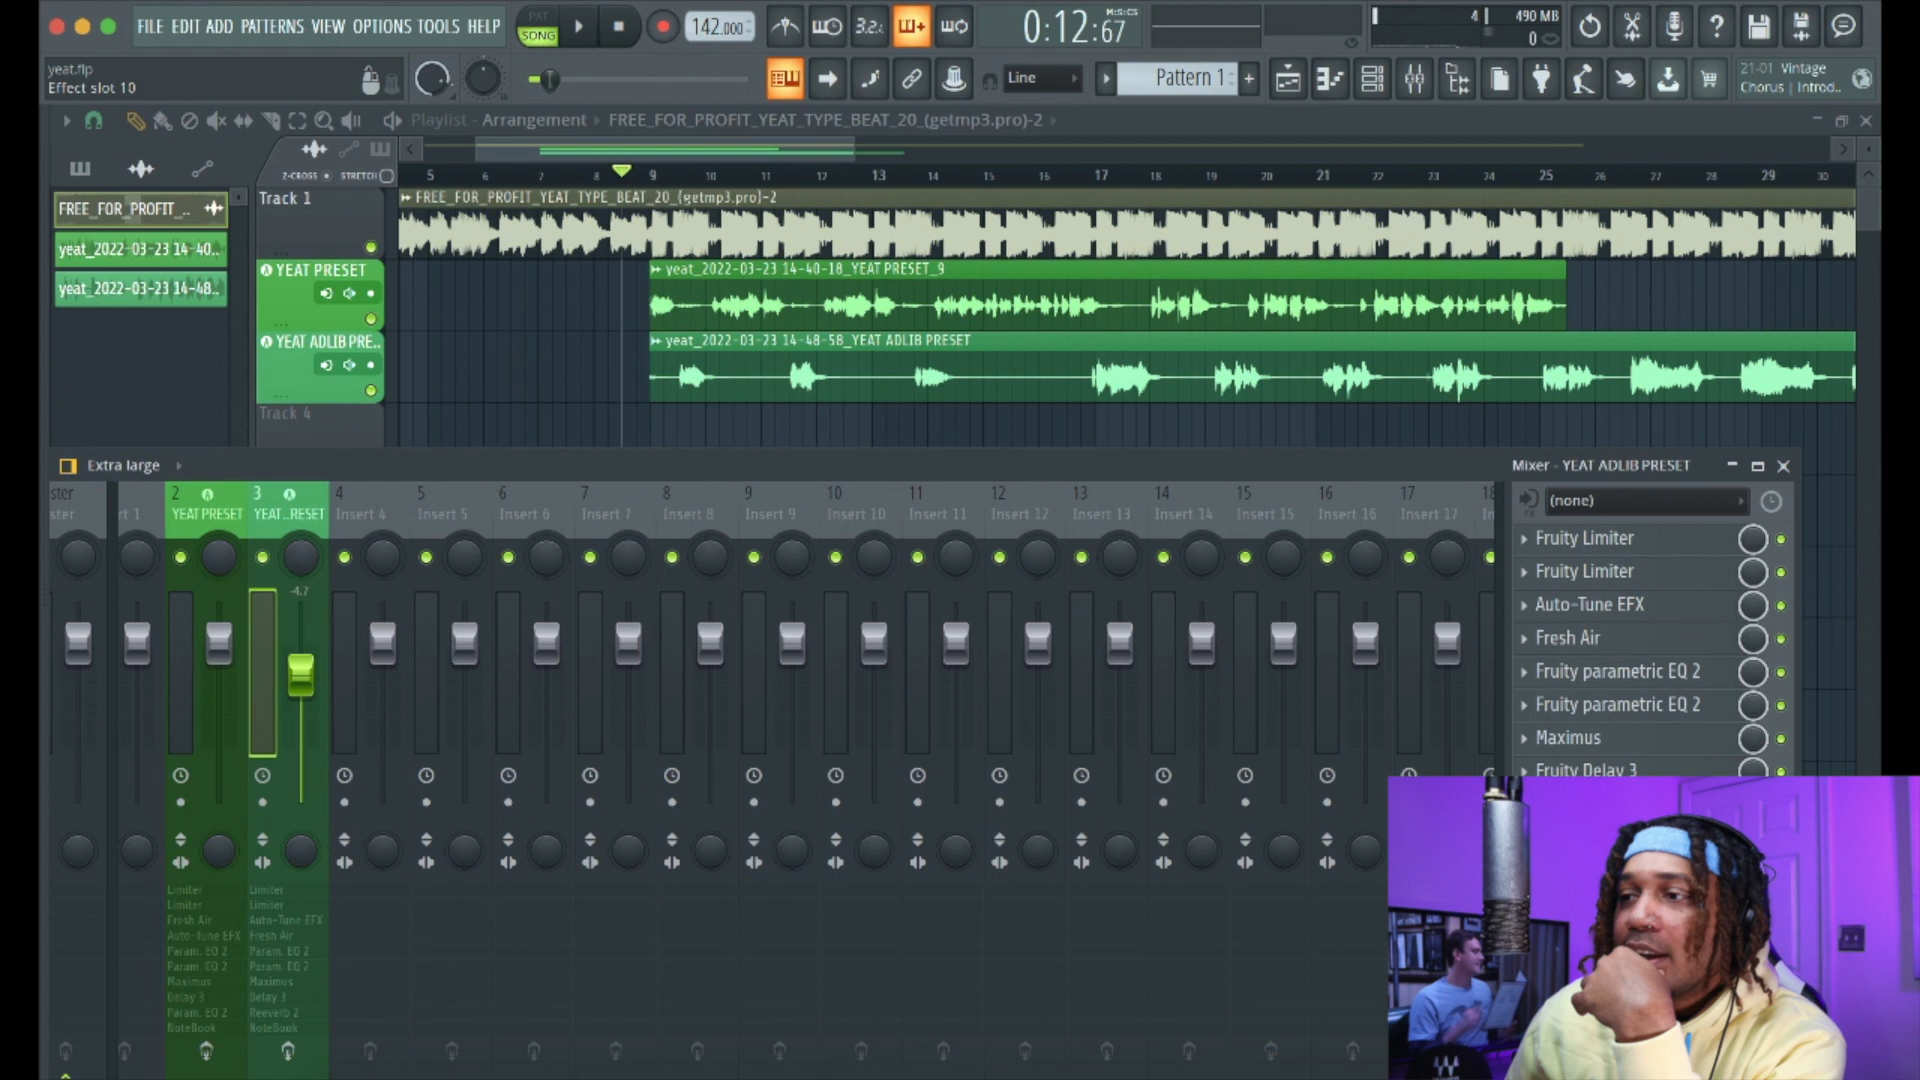 FILE EDIT ADD PATTERNS VIEW OPTIONS TOOLS HELP
PAT
SONG
142.000
3.2.
0:12:67
M:S:CS
4
490 MB
0
yeat.flp
Effect slot 10
Line
Pattern 1
21-01 Vintage
Chorus | Introd..
Playlist - Arrangement › FREE_FOR_PROFIT_YEAT_TYPE_BEAT_20_(getmp3.pro)-2
Z-CROSS
STRETCH
5 6 7 8 9 10 11 12 13 14 15 16 17 18 19 20 21 22 23 24 25 26 27 28 29 30
FREE_FOR_PROFIT_..
yeat_2022-03-23 14-40..
yeat_2022-03-23 14-48..
Track 1
FREE_FOR_PROFIT_YEAT_TYPE_BEAT_20_(getmp3.pro)-2
YEAT PRESET
yeat_2022-03-23 14-40-18_YEAT PRESET_9
YEAT ADLIB PRE..
yeat_2022-03-23 14-48-58_YEAT ADLIB PRESET
Track 4
Extra large
Mixer - YEAT ADLIB PRESET
ster 2 3 4 5 6 7 8 9 10 11 12 13 14 15 16 17 18
ster rt 1 YEAT PRESET YEAT...RESET Insert 4 Insert 5 Insert 6 Insert 7 Insert 8 Insert 9 Insert 10 Insert 11 Insert 12 Insert 13 Insert 14 Insert 15 Insert 16 Insert 17 In
-4.7
(none)
Fruity Limiter
Fruity Limiter
Auto-Tune EFX
Fresh Air
Fruity parametric EQ 2
Fruity parametric EQ 2
Maximus
Fruity Delay 3
Limiter Limiter
Limiter Limiter
Fresh Air Auto-Tune EFX
Auto-Tune EFX Fresh Air
Param. EQ 2 Param. EQ 2
Param. EQ 2 Param. EQ 2
Maximus Maximus
Delay 3 Delay 3
Param. EQ 2 Reeverb 2
NoteBook NoteBook